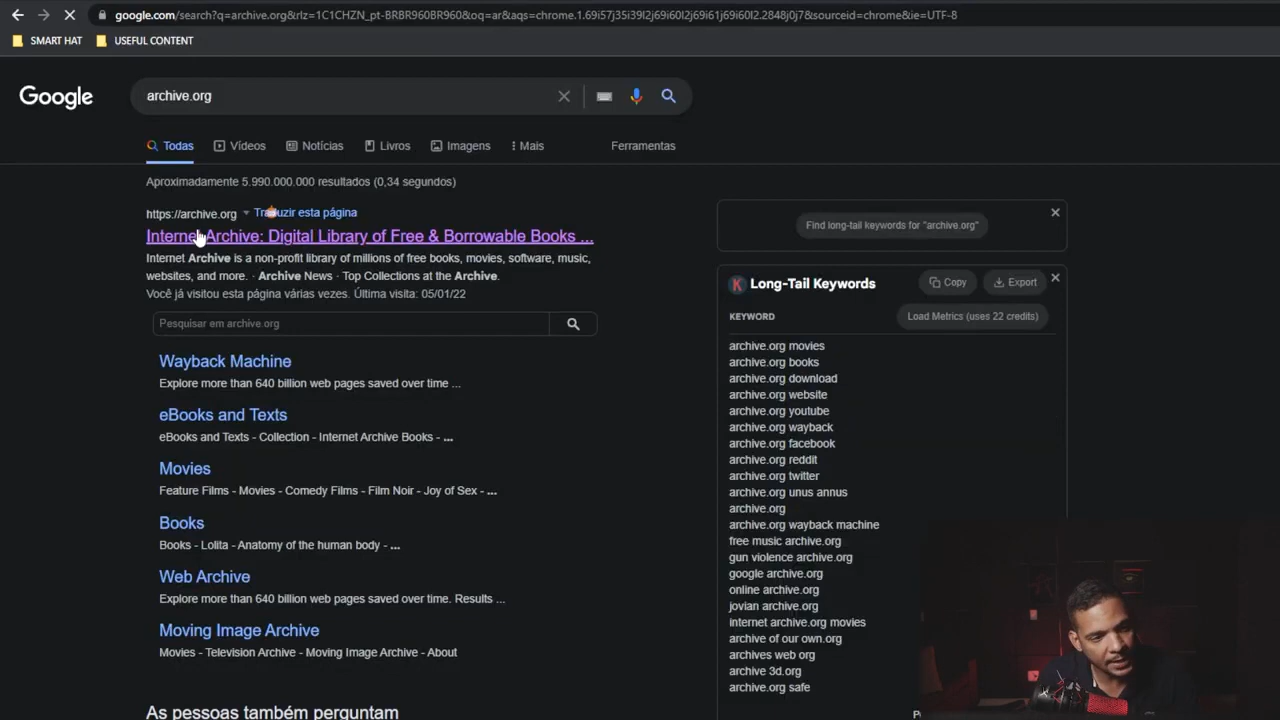 google.com/search?q=archive.org&rlz=1C1CHZN_pt-BRBR960BR960&oq=ar&aqs=chrome.1.69i57j35i39l2j69i60l2j69i61j69i60l2.2848j0j7&sourceid=chrome&ie=UTF-8
SMART HAT
USEFUL CONTENT
Google
archive.org
Todas
Vídeos
Notícias
Livros
Imagens
Mais
Ferramentas
Aproximadamente 5.990.000.000 resultados (0,34 segundos)
https://archive.org
Traduzir esta página
Internet Archive: Digital Library of Free & Borrowable Books ...
Internet Archive is a non-profit library of millions of free books, movies, software, music,
websites, and more. · Archive News · Top Collections at the Archive.
Você já visitou esta página várias vezes. Última visita: 05/01/22
Pesquisar em archive.org
Wayback Machine
Explore more than 640 billion web pages saved over time ...
eBooks and Texts
eBooks and Texts - Collection - Internet Archive Books - ...
Movies
Feature Films - Movies - Comedy Films - Film Noir - Joy of Sex - ...
Books
Books - Lolita - Anatomy of the human body - ...
Web Archive
Explore more than 640 billion web pages saved over time. Results ...
Moving Image Archive
Movies - Television Archive - Moving Image Archive - About
As pessoas também perguntam
Find long-tail keywords for "archive.org"
K Long-Tail Keywords
Copy
Export
KEYWORD
Load Metrics (uses 22 credits)
archive.org movies
archive.org books
archive.org download
archive.org website
archive.org youtube
archive.org wayback
archive.org facebook
archive.org reddit
archive.org twitter
archive.org unus annus
archive.org
archive.org wayback machine
free music archive.org
gun violence archive.org
google archive.org
online archive.org
jovian archive.org
internet archive.org movies
archive of our own.org
archives web org
archive 3d.org
archive.org safe